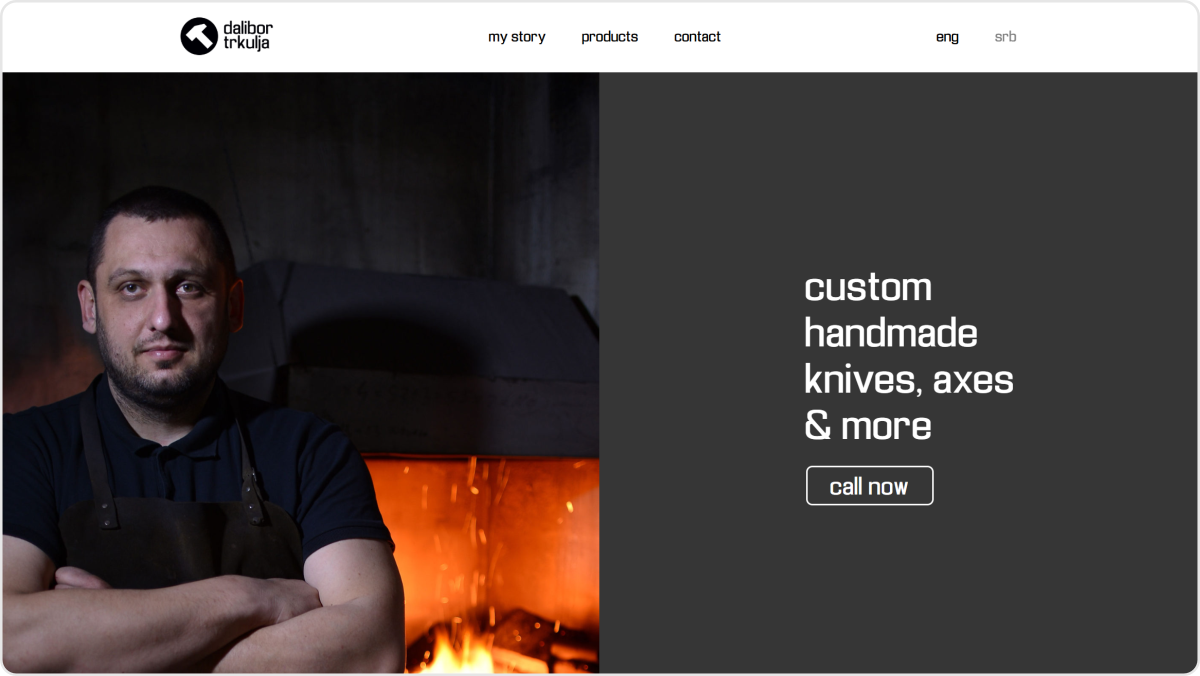 dalibor
trkulja
my story
products
contact
eng
srb
custom
handmade
knives, axes
& more
call now